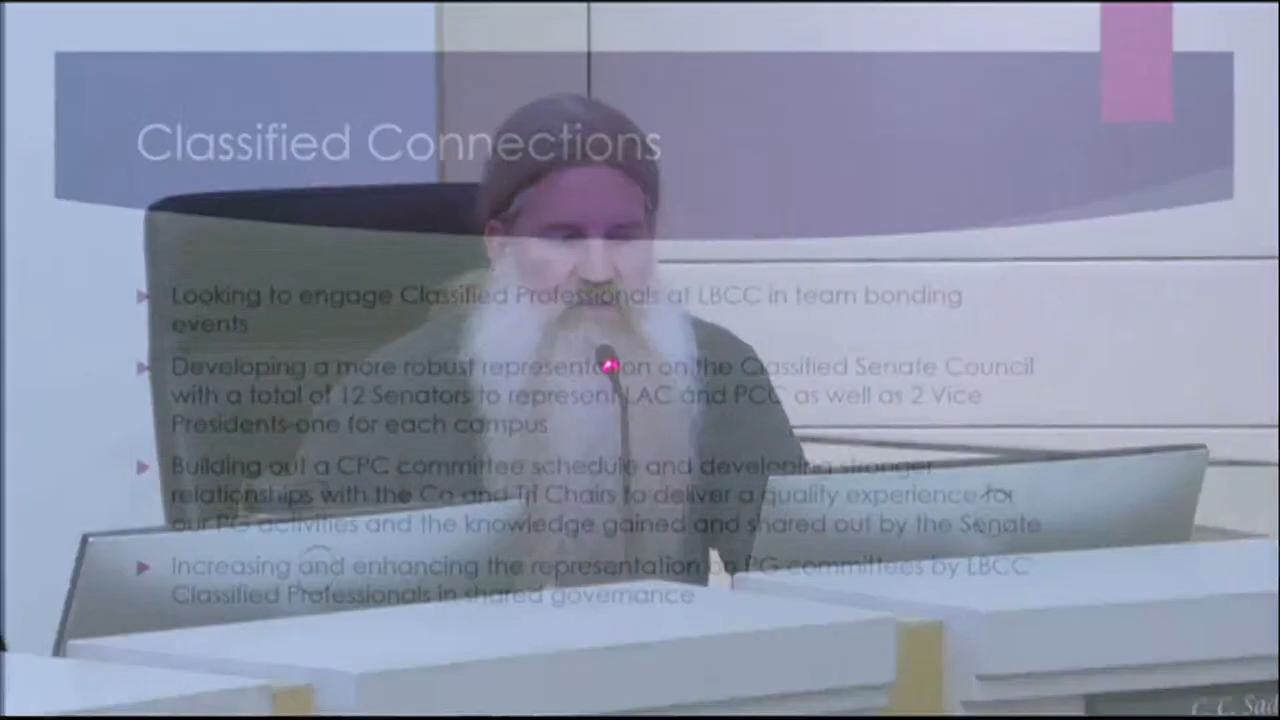 Classified Connections
Looking to engage Classified Professionals at LBCC in team bonding
events
Developing a more robust representation on the Classified Senate Council
with a total of 12 Senators to represent LAC and PCC as well as 2 Vice
Presidents-one for each campus
Building out a CPC committee schedule and developing stronger
relationships with the Co and Tri Chairs to deliver a quality experience for
our PG activities and the knowledge gained and shared out by the Senate
Increasing and enhancing the representation on PG committees by LBCC
Classified Professionals in shared governance
C. C. Sad